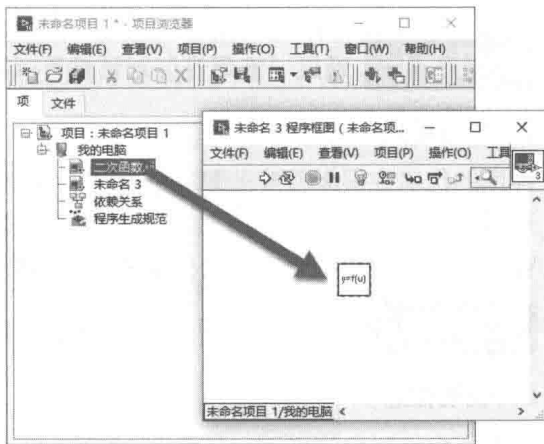 未命名项目 1 * - 项目浏览器
文件(F) 编辑(E) 查看(V) 项目(P) 操作(O) 工具(T) 窗口(W) 帮助(H)
项 文件
项目：未命名项目 1
我的电脑
二次函数.vi
未命名 3
依赖关系
程序生成规范
未命名 3 程序框图 ( 未命名项...
文件(F) 编辑(E) 查看(V) 项目(P) 操作(O) 工具
3
y=f(u)
未命名项目 1/我的电脑